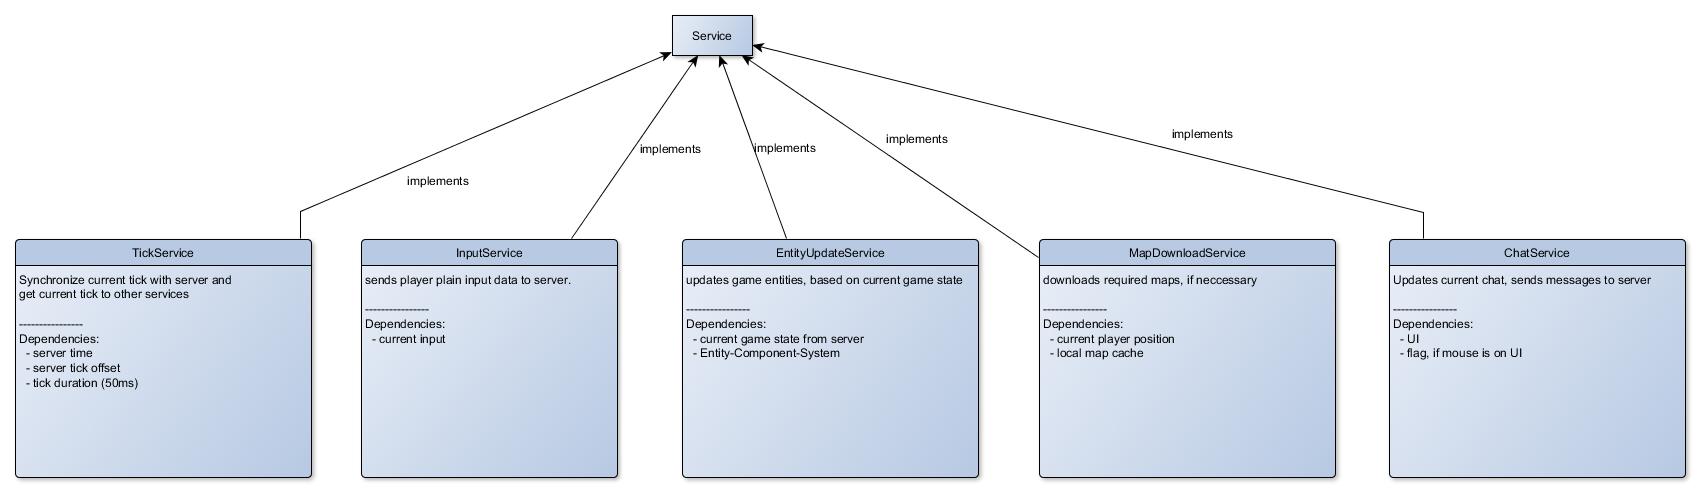 Service
implements
implements
implements
implements
implements
TickService
Synchronize current tick with server and
get current tick to other services
----------------
Dependencies:
- server time
- server tick offset
- tick duration (50ms)
InputService
sends player plain input data to server.
----------------
Dependencies:
- current input
EntityUpdateService
updates game entities, based on current game state
----------------
Dependencies:
- current game state from server
- Entity-Component-System
MapDownloadService
downloads required maps, if neccessary
----------------
Dependencies:
- current player position
- local map cache
ChatService
Updates current chat, sends messages to server
----------------
Dependencies:
- UI
- flag, if mouse is on UI